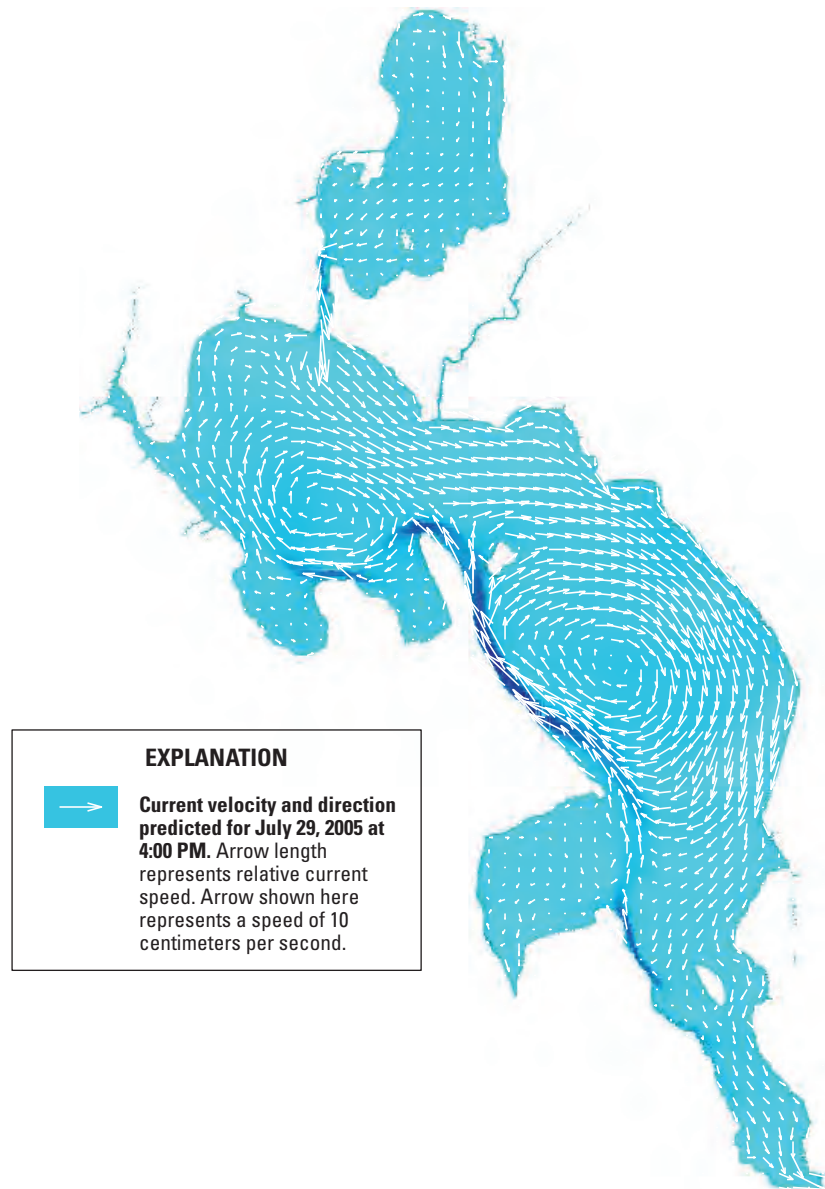 EXPLANATION
Current velocity and direction
predicted for July 29, 2005 at
4:00 PM. Arrow length
represents relative current
speed. Arrow shown here
represents a speed of 10
centimeters per second.